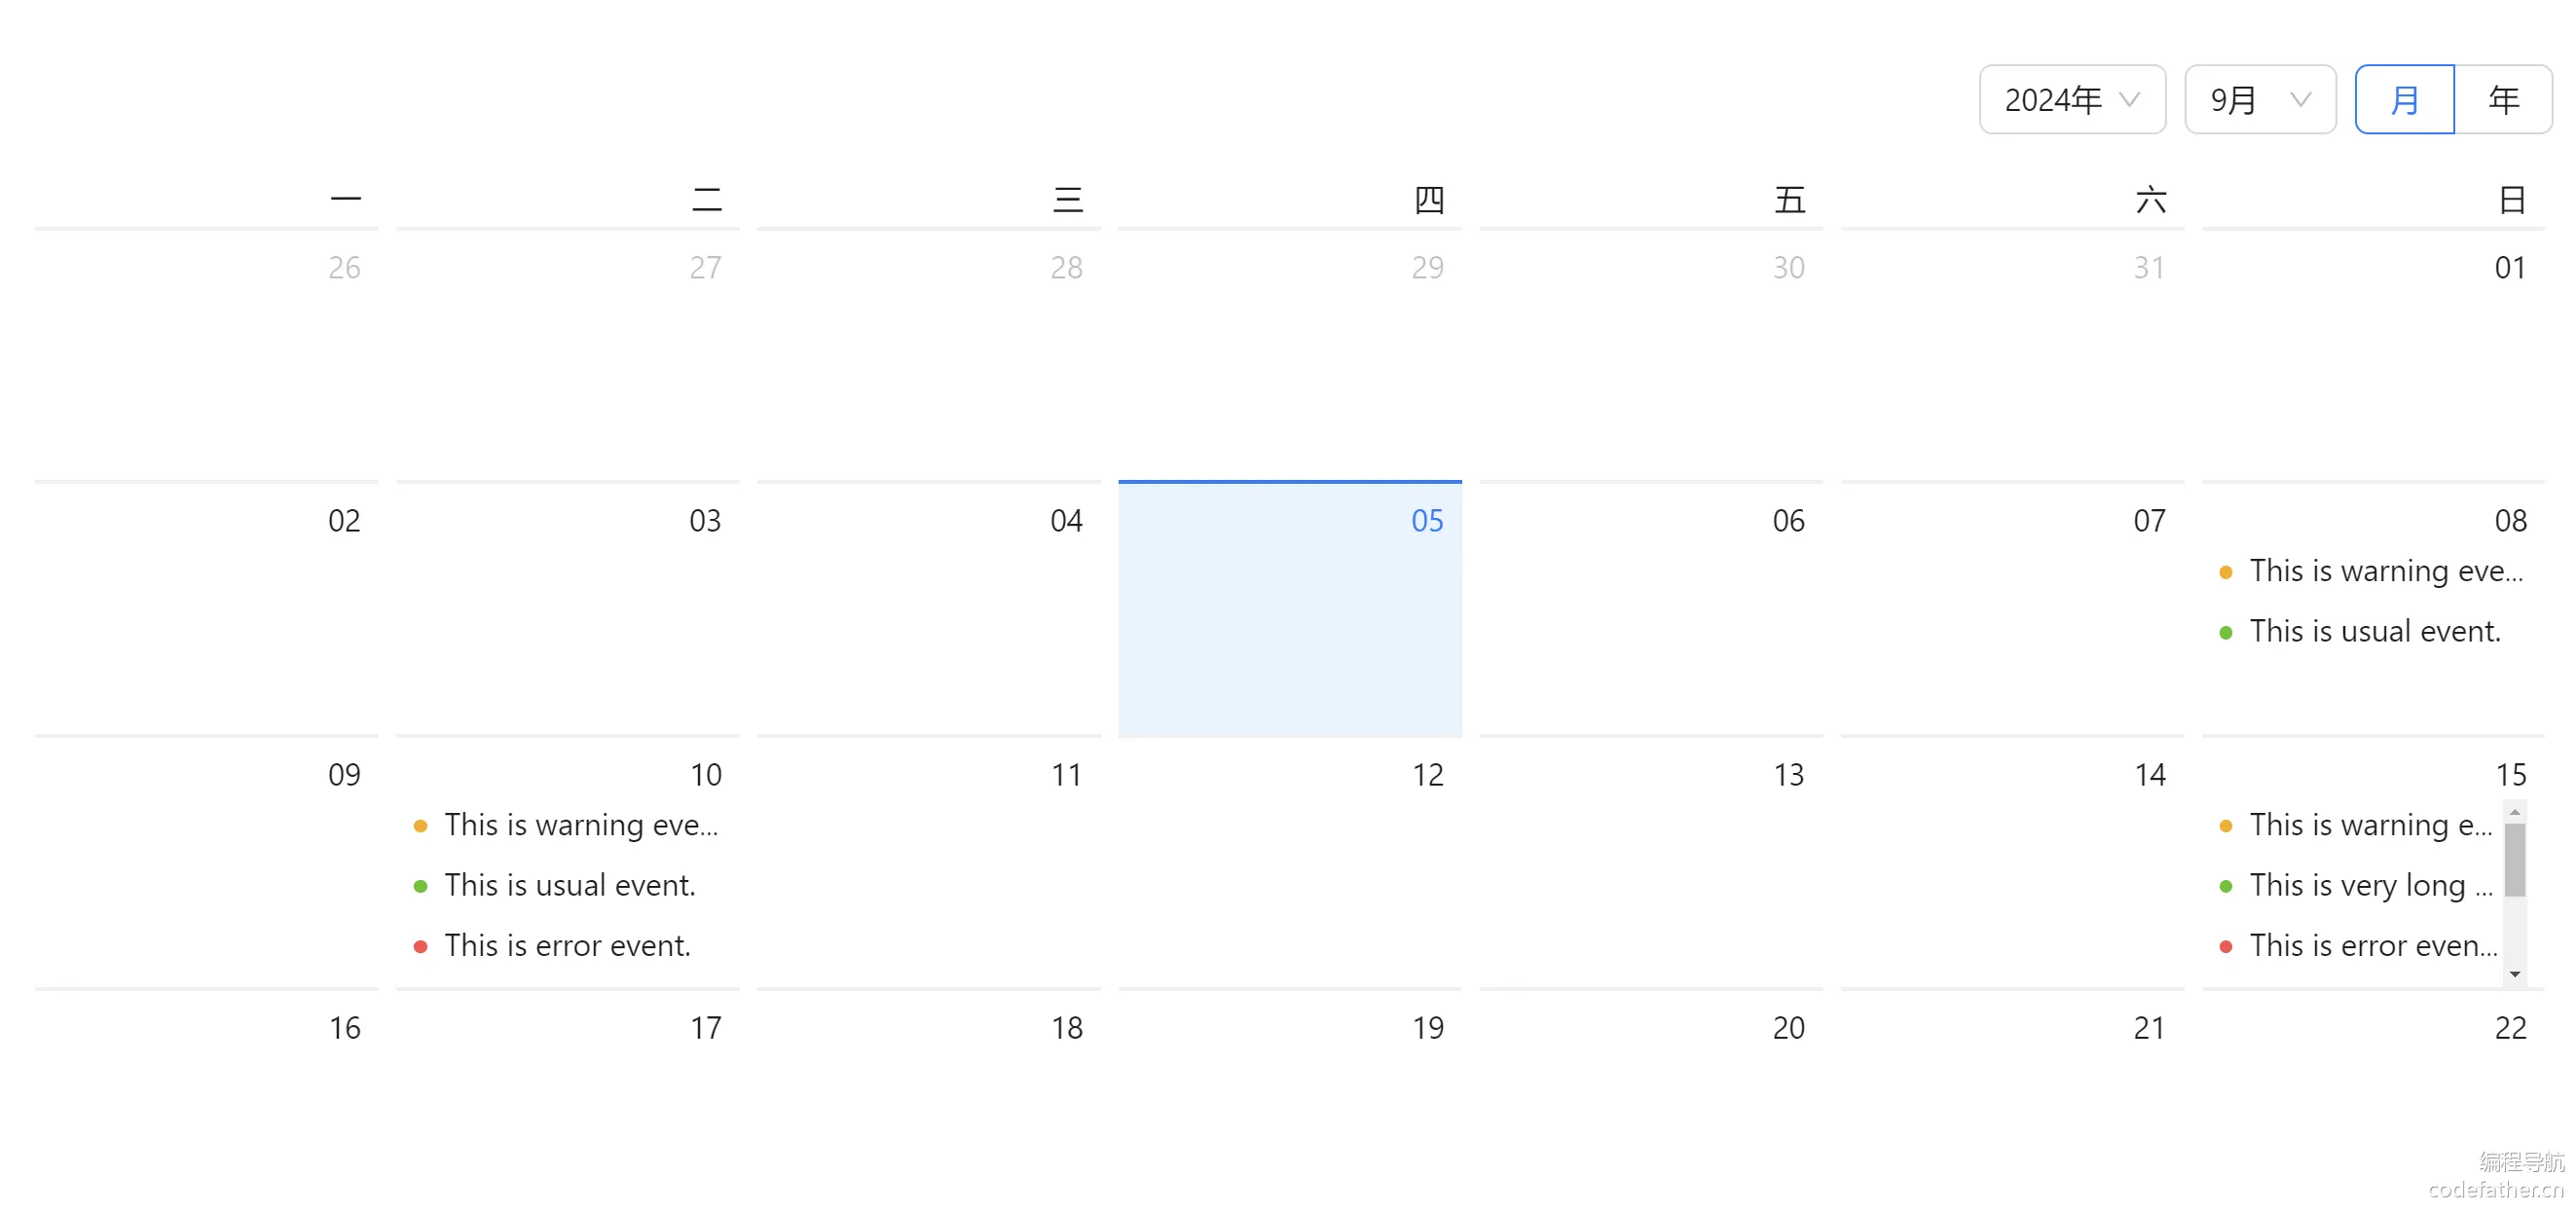 2024年 9月 月 年
一 二 三 四 五 六 日
26 27 28 29 30 31 01
02 03 04 05 06 07 08
This is warning eve...
This is usual event.
09 10 11 12 13 14 15
This is warning eve... This is warning e...
This is usual event. This is very long ...
This is error event. This is error even...
16 17 18 19 20 21 22
编程导航
codefather.cn